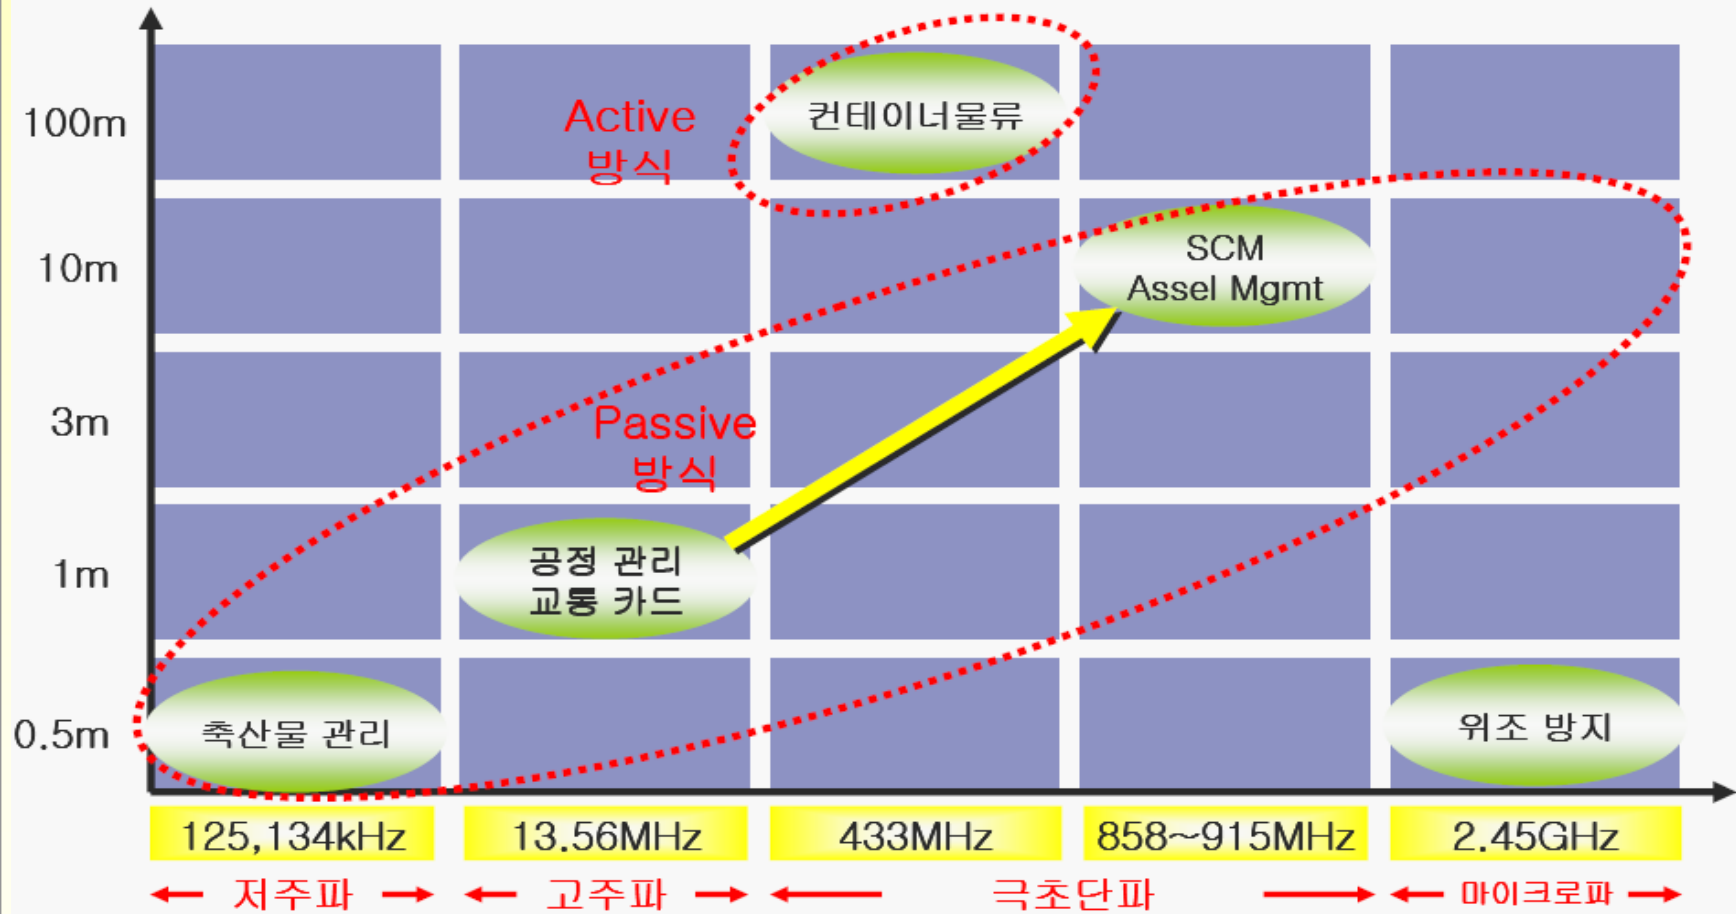 100m
컨테이너물류
Active
방식
10m
SCM
Assel Mgmt
3m
Passive
방식
1m
공정 관리
교통 카드
0.5m
축산물 관리
위조 방지
125,134kHz
13.56MHz
433MHz
858~915MHz
2.45GHz
저주파
고주파
극초단파
마이크로파